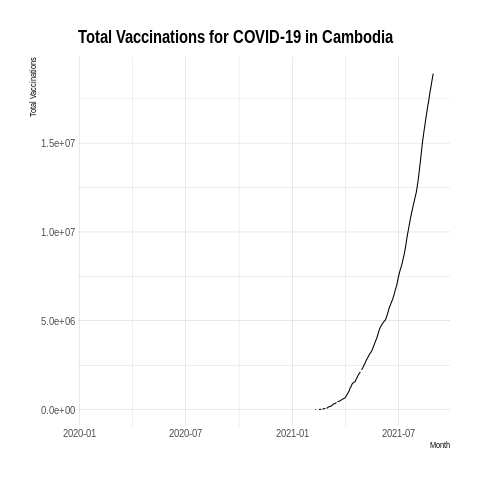 Total Vaccinations for COVID-19 in Cambodia
Total Vaccinations
1.5e+07
1.0e+07
5.0e+06
0.0e+00
2020-01 2020-07 2021-01 2021-07
Month